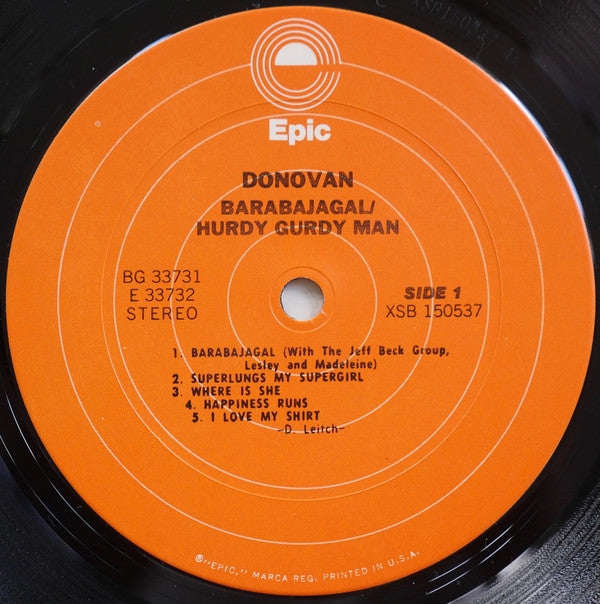 Epic
DONOVAN
BARABAJAGAL/
HURDY GURDY MAN
BG 33731
E 33732
STEREO
SIDE 1
XSB 150537
1. BARABAJAGAL (With The Jeff Beck Group,
Lesley and Madeleine)
2. SUPERLUNGS MY SUPERGIRL
3. WHERE IS SHE
4. HAPPINESS RUNS
5. I LOVE MY SHIRT
-D. Leitch-
®"EPIC," MARCA REG. PRINTED IN U.S.A.